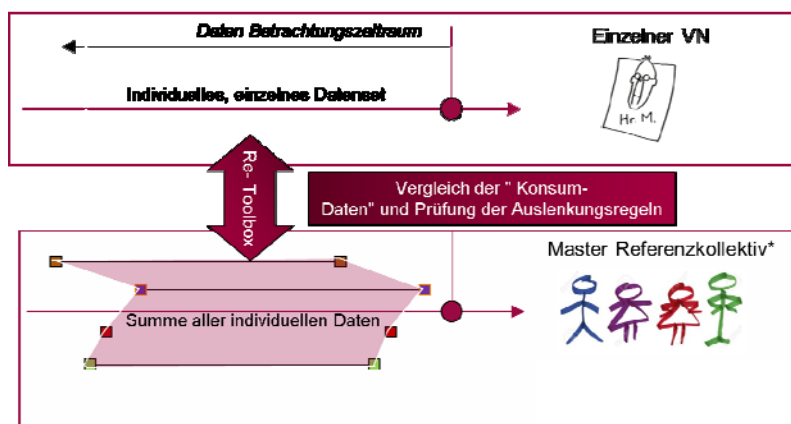 Daten Betrachtungszeitraum
Einzelner VN
Individuelles, einzelnes Datenset
Hr. M.
Re- Toolbox
Vergleich der " Konsum-
Daten" und Prüfung der Auslenkungsregeln
Master Referenzkollektiv*
Summe aller individuellen Daten